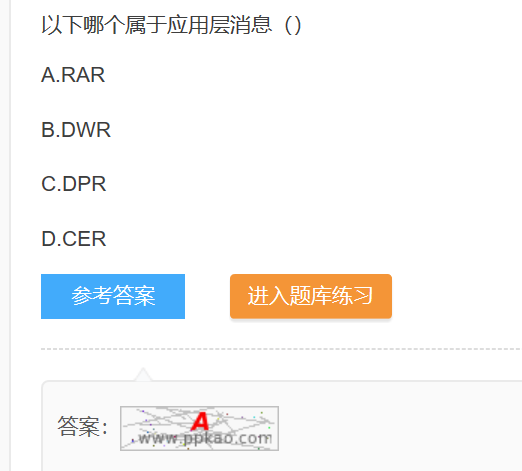 以下哪个属于应用层消息（）
A.RAR
B.DWR
C.DPR
D.CER
参考答案 进入题库练习
答案： A
www.ppkao.com